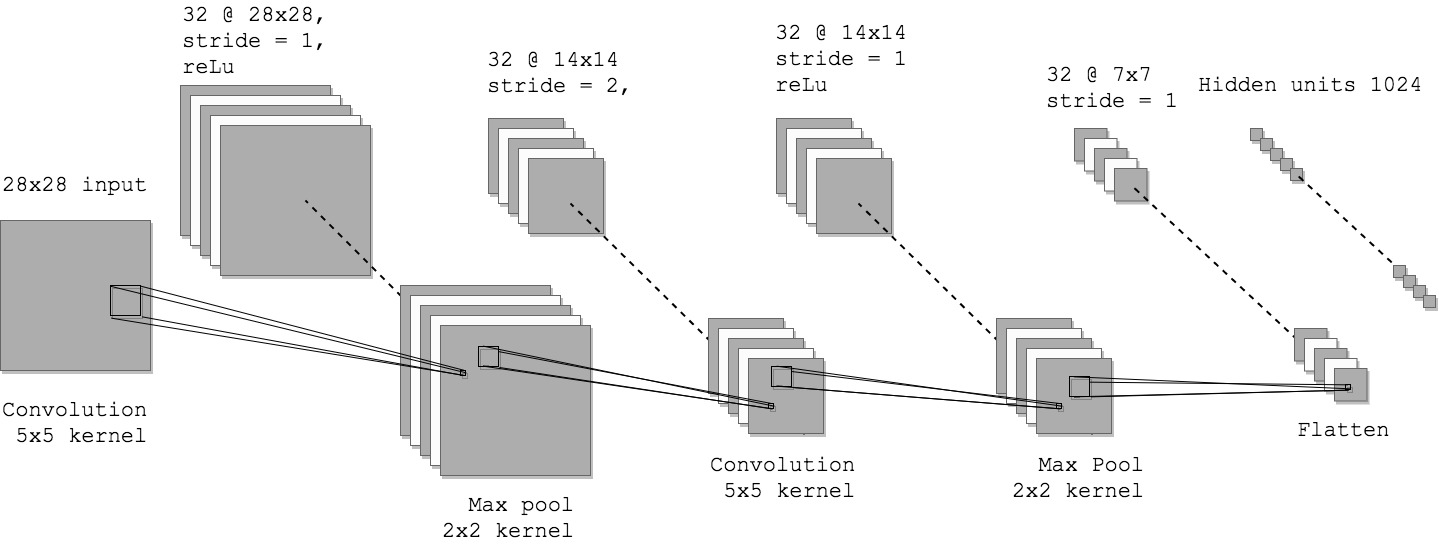 32 @ 28x28,
stride = 1,
reLu
32 @ 14x14
stride = 2,
32 @ 14x14
stride = 1
reLu
32 @ 7x7
stride = 1
Hidden units 1024
28x28 input
Convolution
5x5 kernel
Max pool
2x2 kernel
Convolution
5x5 kernel
Max Pool
2x2 kernel
Flatten